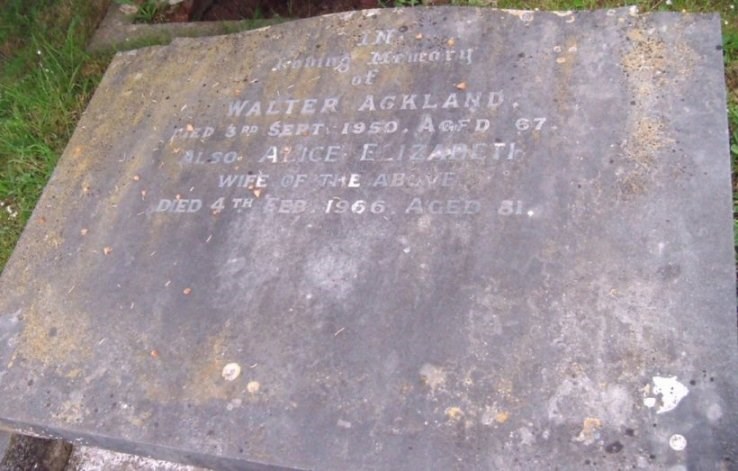 IN
Loving Memory
of
WALTER ACKLAND.
DIED 3RD SEPT. 1950. AGED 67.
ALSO ALICE ELIZABETH
WIFE OF THE ABOVE
DIED 4TH FEB. 1966. AGED 81.